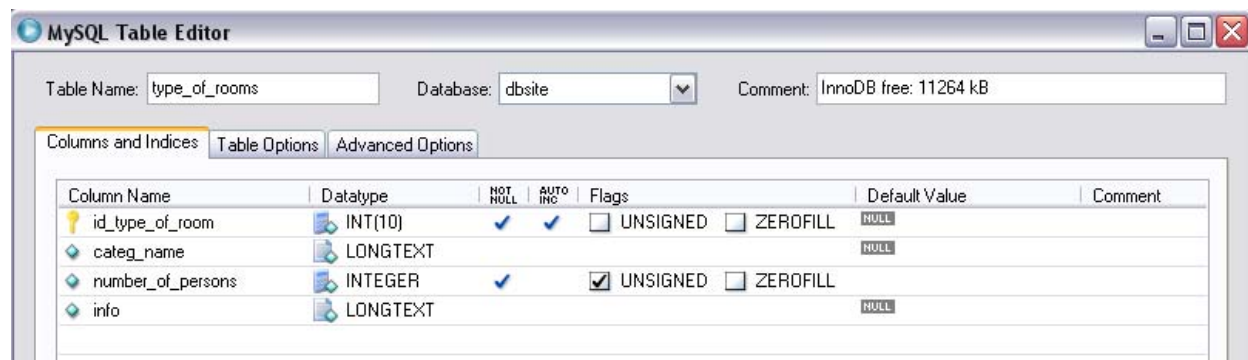 MySQL Table Editor
Table Name: type_of_rooms Database: dbsite Comment: InnoDB free: 11264 kB
Columns and Indices Table Options Advanced Options
Column Name Datatype NOT NULL AUTO INC Flags Default Value Comment
id_type_of_room INT(10) UNSIGNED ZEROFILL NULL
categ_name LONGTEXT NULL
number_of_persons INTEGER UNSIGNED ZEROFILL
info LONGTEXT NULL